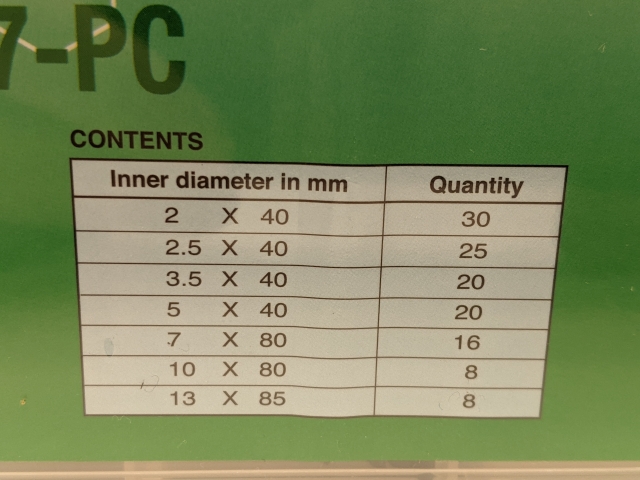 7-PC
CONTENTS
Inner diameter in mm Quantity
2 X 40 30
2.5 X 40 25
3.5 X 40 20
5 X 40 20
7 X 80 16
10 X 80 8
13 X 85 8